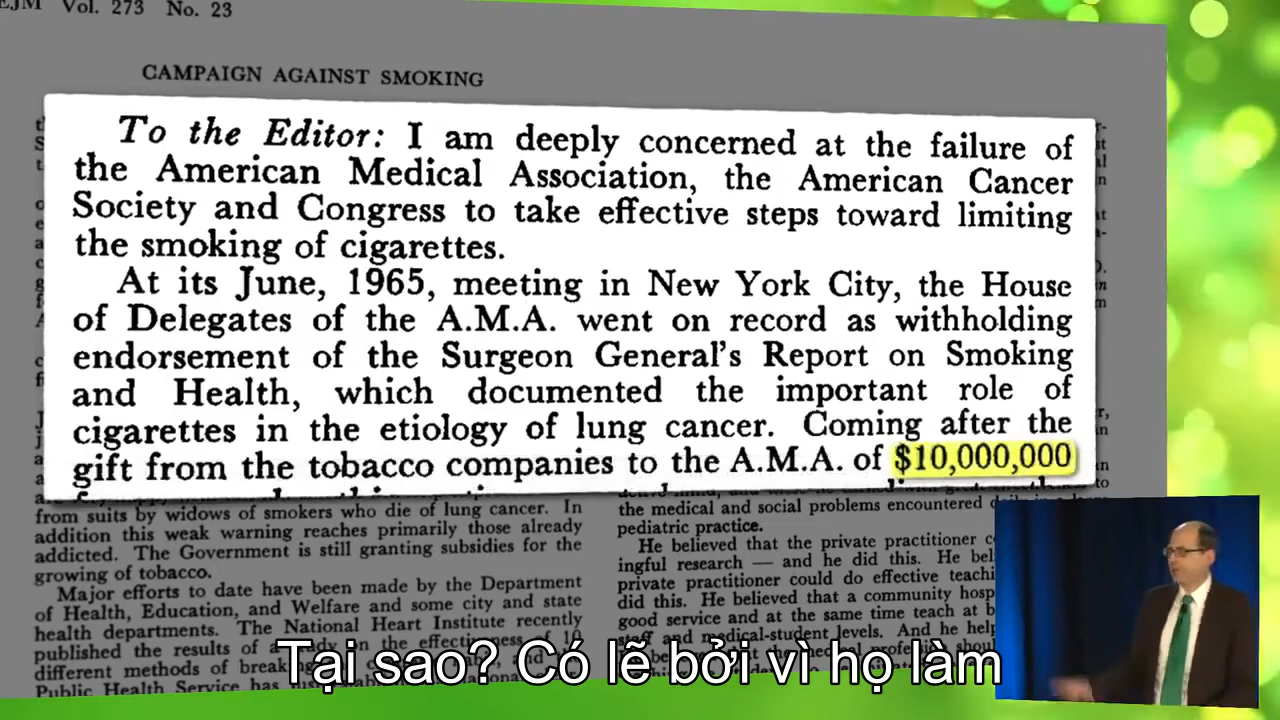 EJM Vol. 273 No. 23
CAMPAIGN AGAINST SMOKING
To the Editor: I am deeply concerned at the failure of
the American Medical Association, the American Cancer
Society and Congress to take effective steps toward limiting
the smoking of cigarettes.
At its June, 1965, meeting in New York City, the House
of Delegates of the A.M.A. went on record as withholding
endorsement of the Surgeon General's Report on Smoking
and Health, which documented the important role of
cigarettes in the etiology of lung cancer. Coming after the
gift from the tobacco companies to the A.M.A. of $10,000,000
from suits by widows of smokers who die of lung cancer. In
addition this weak warning reaches primarily those already
addicted. The Government is still granting subsidies for the
growing of tobacco.
Major efforts to date have been made by the Department
of Health, Education, and Welfare and some city and state
health departments. The National Heart Institute recently
published the results of a study on the effectiveness of 10
different methods of
Public Health Service has
the medical and social problems encountered
pediatric practice.
He believed that the private practitioner
ingful research — and he did this. He
private practitioner could do effective
did this. He believed that a community
good service and at the same time teach at
staff and medical-student levels. And he
Tại sao? Có lẽ bởi vì họ làm